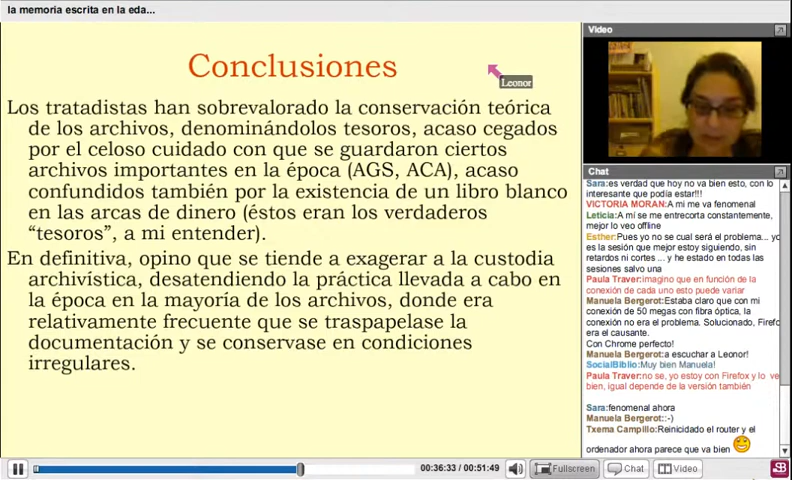 la memoria escrita en la eda...
Conclusiones
Leonor
Los tratadistas han sobrevalorado la conservación teórica
de los archivos, denominándolos tesoros, acaso cegados
por el celoso cuidado con que se guardaron ciertos
archivos importantes en la época (AGS, ACA), acaso
confundidos también por la existencia de un libro blanco
en las arcas de dinero (éstos eran los verdaderos
“tesoros”, a mi entender).
En definitiva, opino que se tiende a exagerar a la custodia
archivística, desatendiendo la práctica llevada a cabo en
la época en la mayoría de los archivos, donde era
relativamente frecuente que se traspapelase la
documentación y se conservase en condiciones
irregulares.
Video
Chat
Sara:es verdad que hoy no va bien esto, con lo
interesante que podía estar!!!
VICTORIA MORAN:A mi me va fenomenal
Leticia:A mí se me entrecorta constantemente,
mejor lo veo offline
Esther:Pues yo no se cual será el problema... yo
es la sesión que mejor estoy siguiendo, sin
retardos ni cortes ... y he estado en todas las
sesiones salvo una
Paula Traver:imagino que en función de la
conexión de cada uno esto puede variar
Manuela Bergerot:Estaba claro que con mi
conexión de 50 megas con fibra óptica, la
conexión no era el problema. Solucionado, Firefo
era el causante.
Con Chrome perfecto!
Manuela Bergerot:a escuchar a Leonor!
SocialBiblio:Muy bien Manuela!
Paula Traver:no se, yo estoy con Firefox y lo ve
bien, igual depende de la versión también
Sara:fenomenal ahora
Manuela Bergerot::-)
Txema Campillo:Reinicidado el router y el
ordenador ahora parece que va bien
00:36:33 / 00:51:49
Fullscreen
Chat
Video
SB